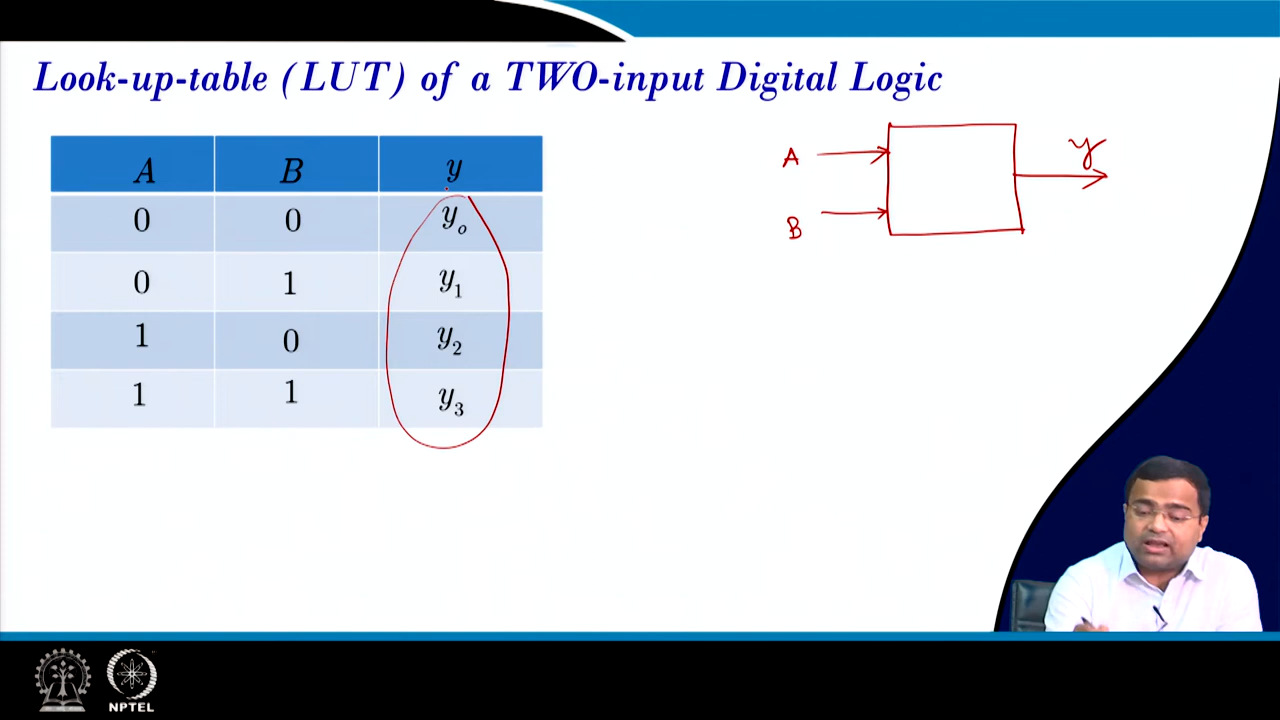 Look-up-table (LUT) of a TWO-input Digital Logic
A B y
0 0 y₀
0 1 y₁
1 0 y₂
1 1 y₃
A
B
y
NPTEL